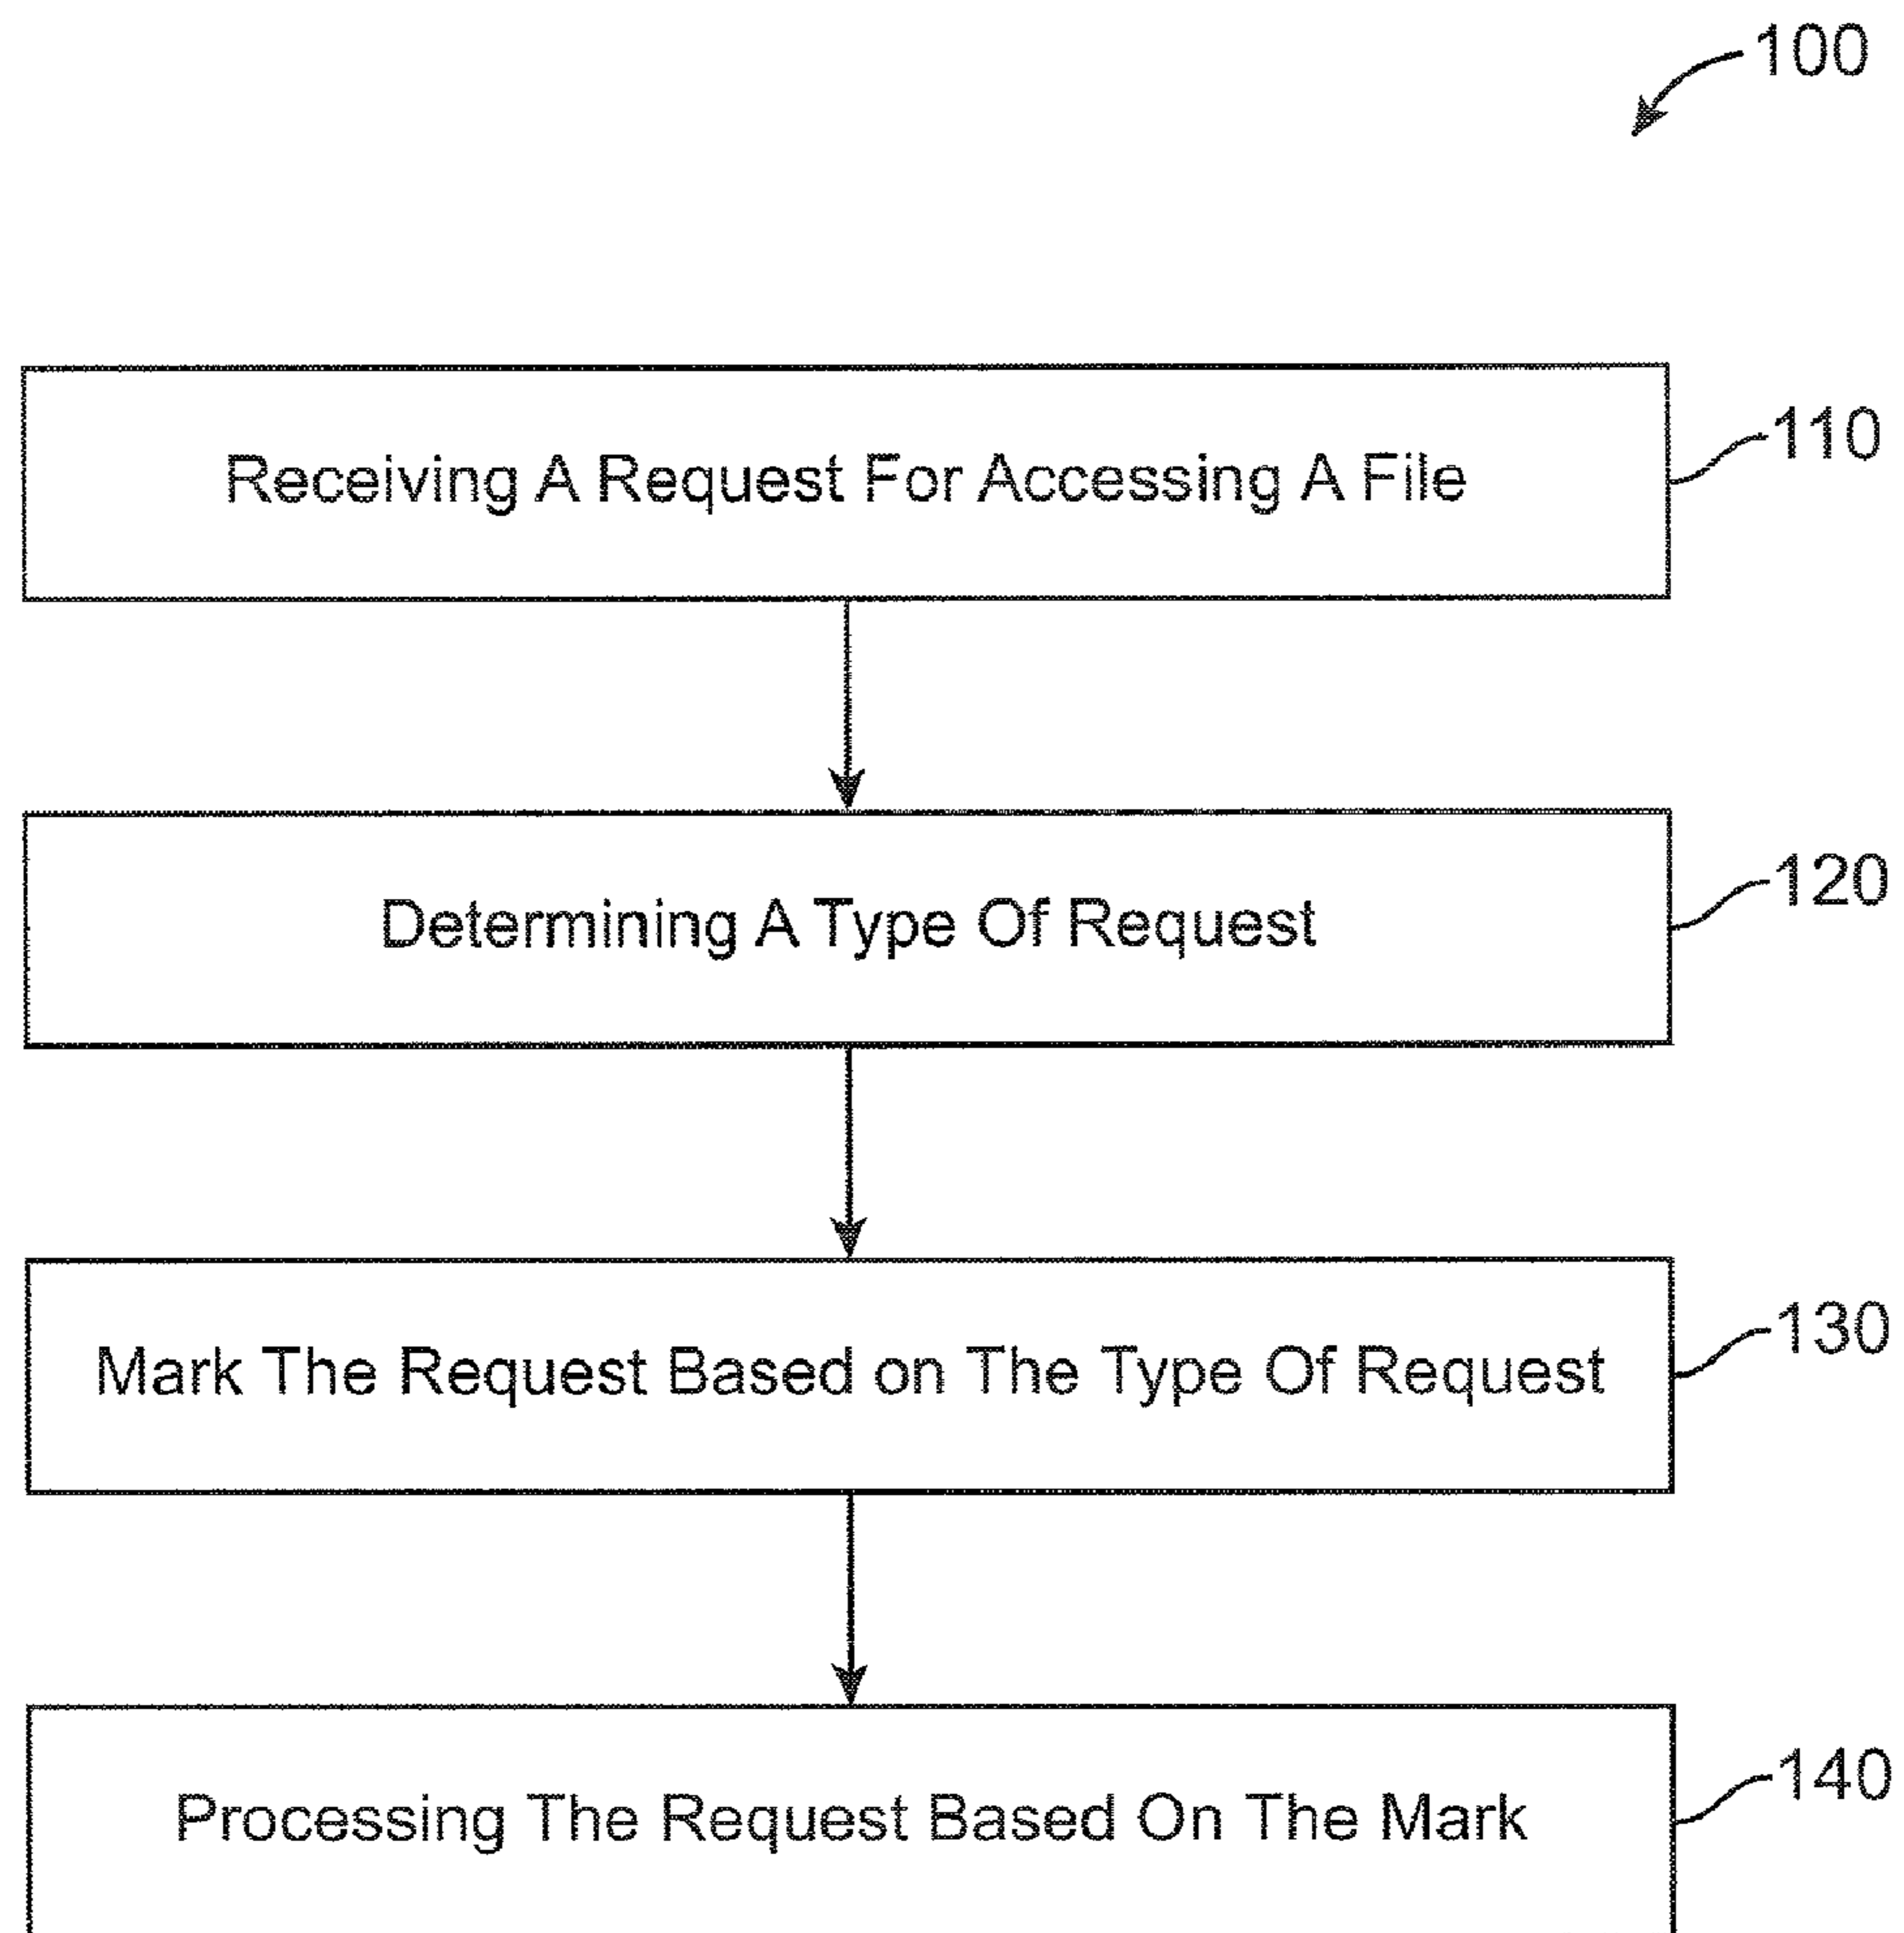 100
Receiving A Request For Accessing A File
110
Determining A Type Of Request
120
Mark The Request Based on The Type Of Request
130
Processing The Request Based On The Mark
140